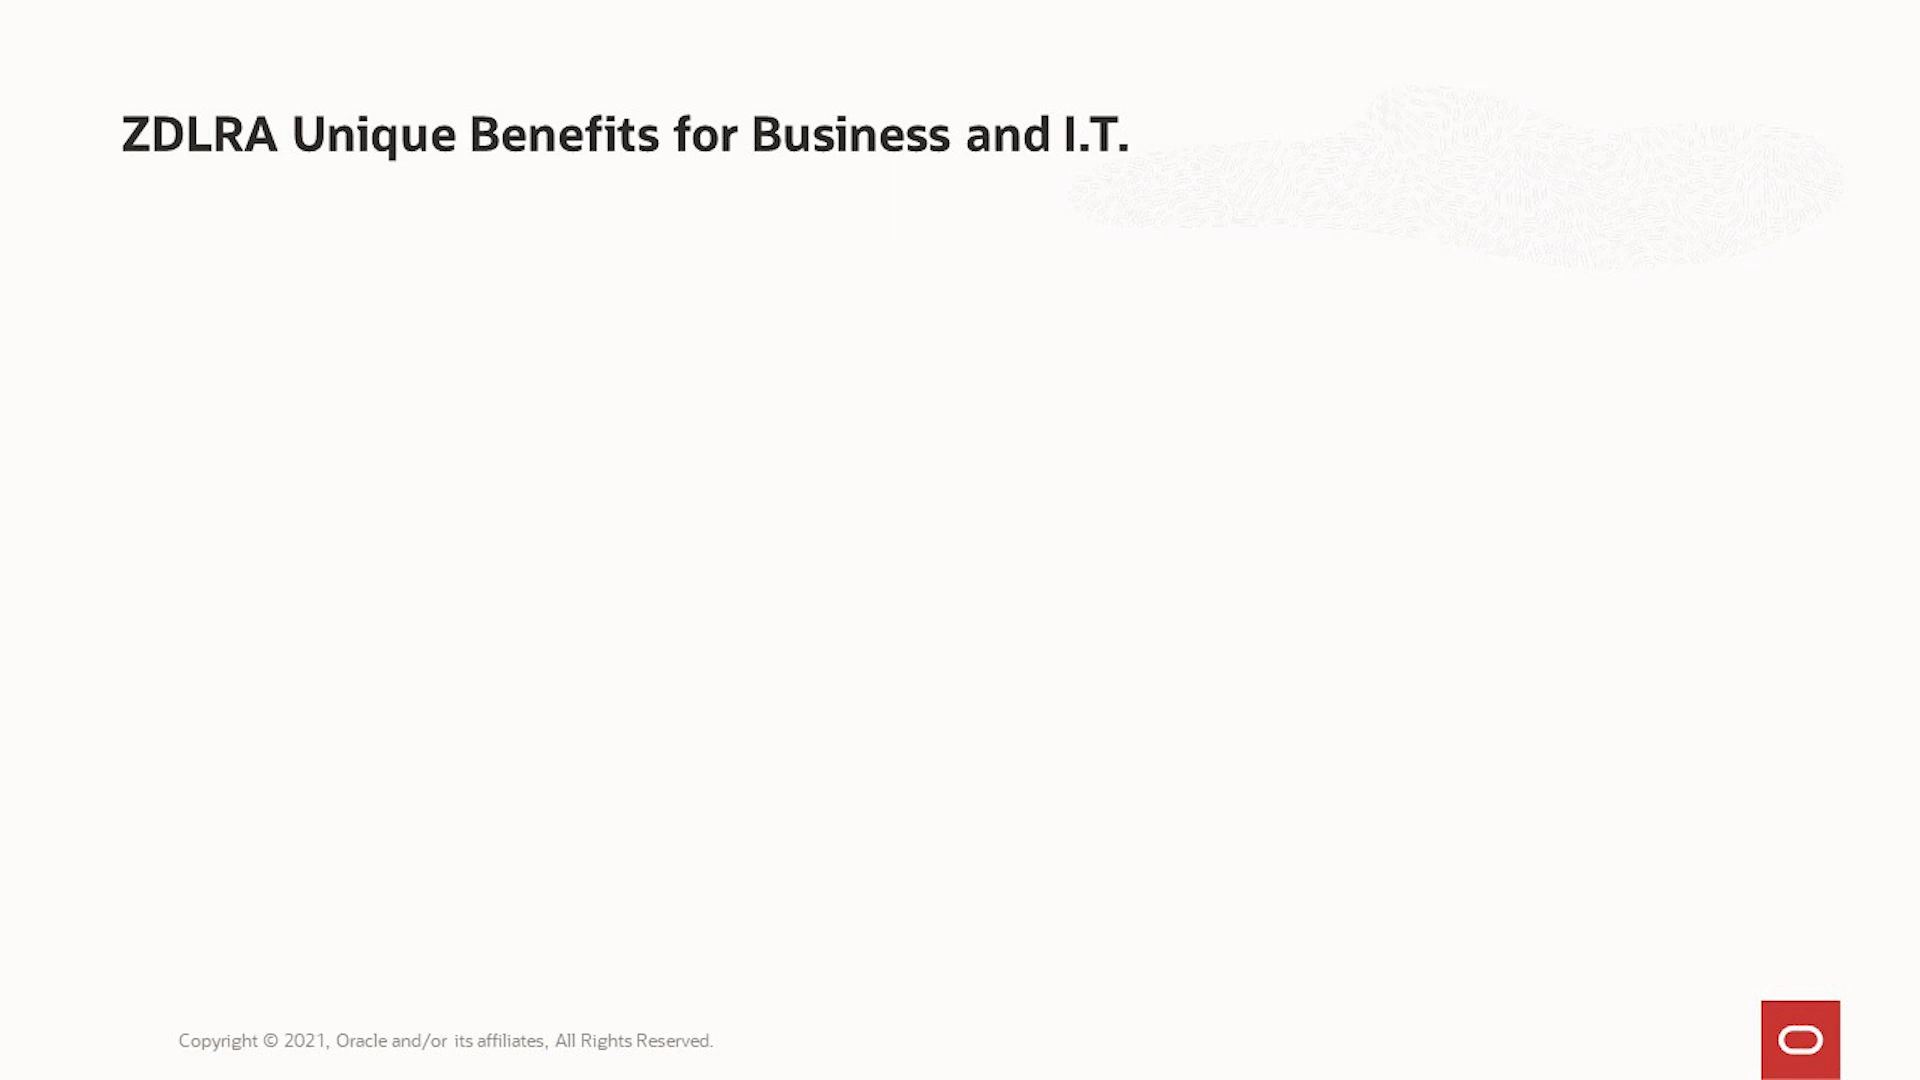 ZDLRA Unique Benefits for Business and I.T.
Copyright © 2021, Oracle and/or its affiliates, All Rights Reserved.